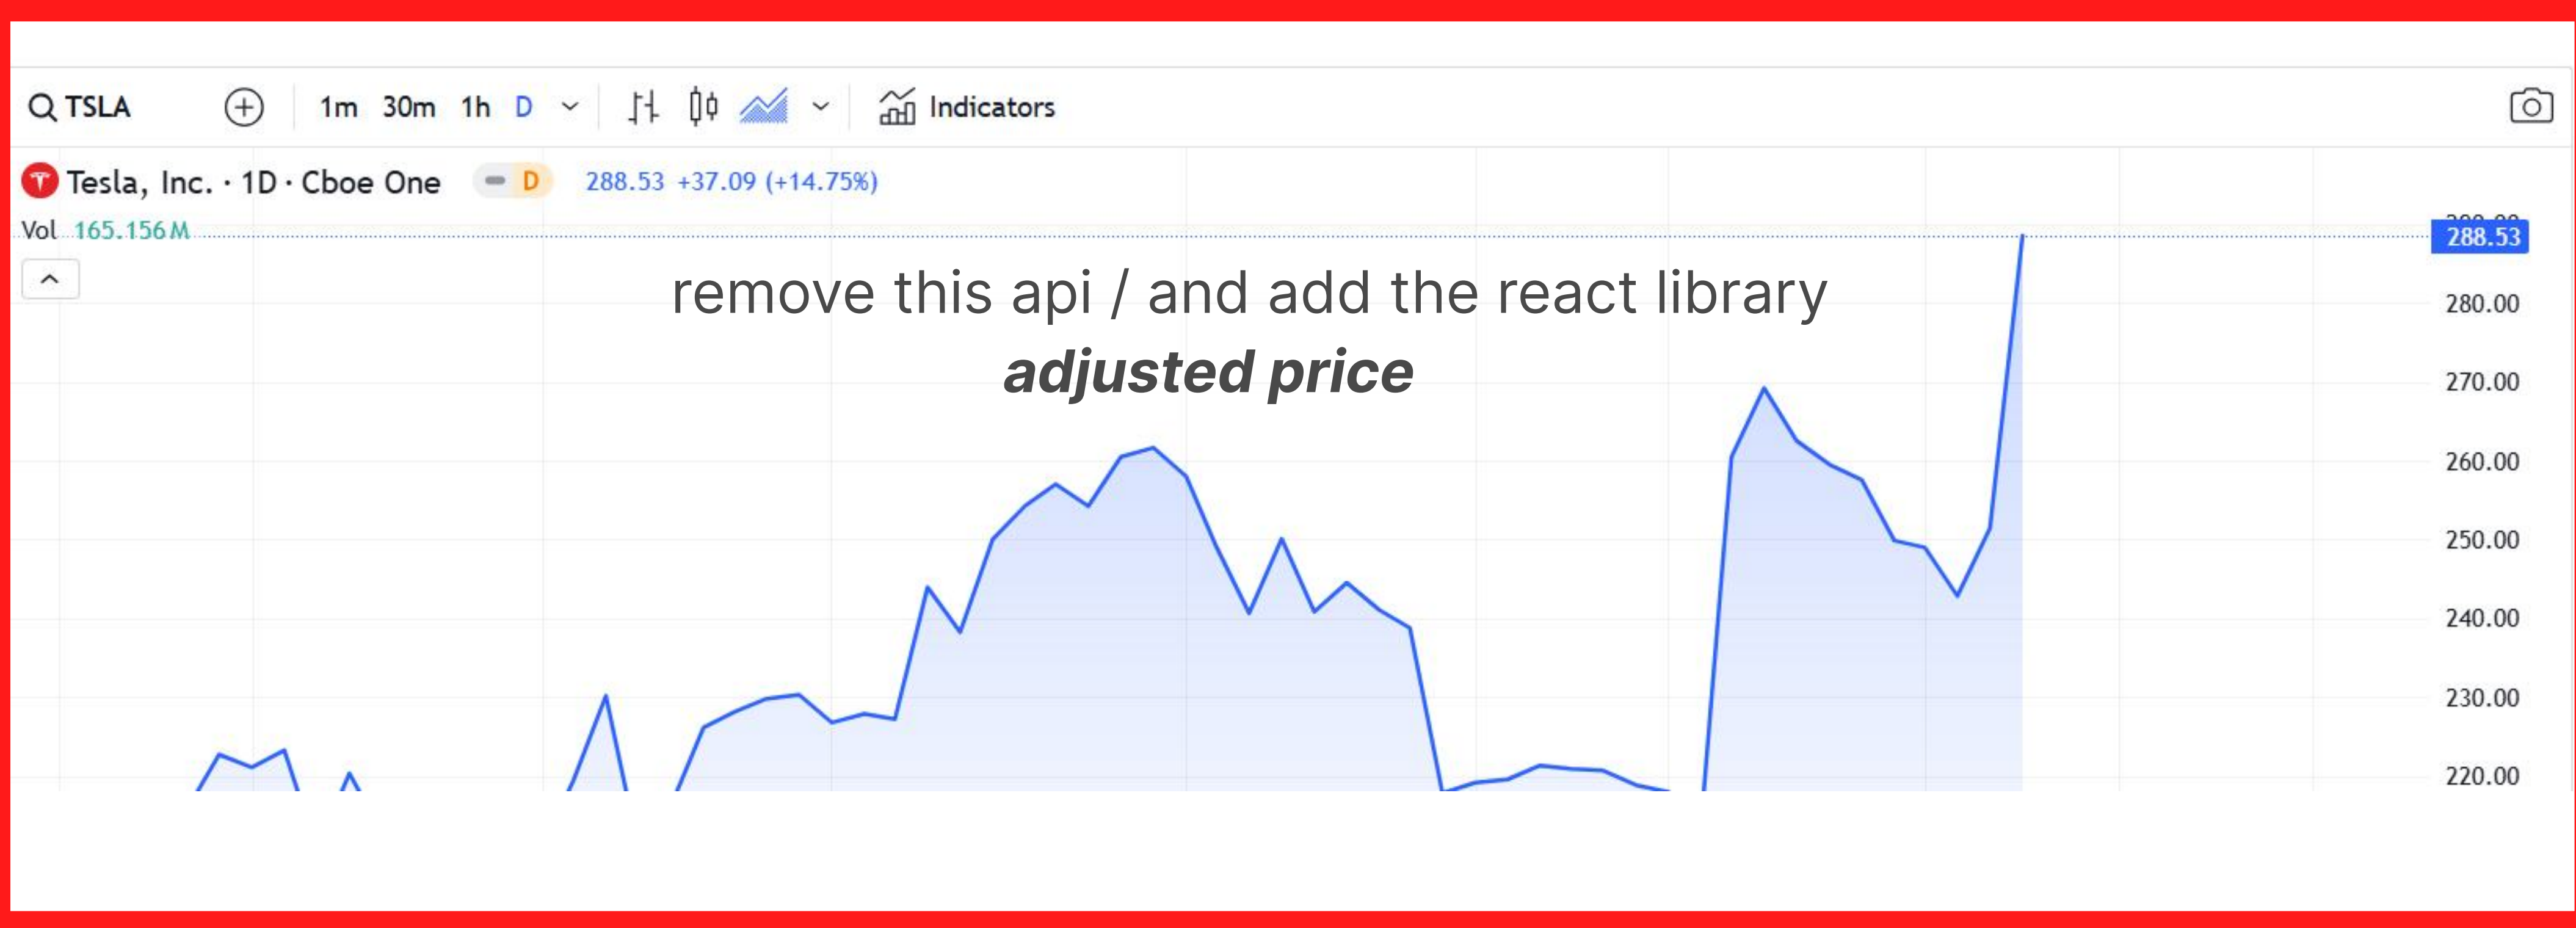 TSLA 1m 30m 1h D Indicators
Tesla, Inc. · 1D · Cboe One D 288.53 +37.09 (+14.75%)
Vol 165.156M
288.53
remove this api / and add the react library
280.00
adjusted price
270.00
260.00
250.00
240.00
230.00
220.00